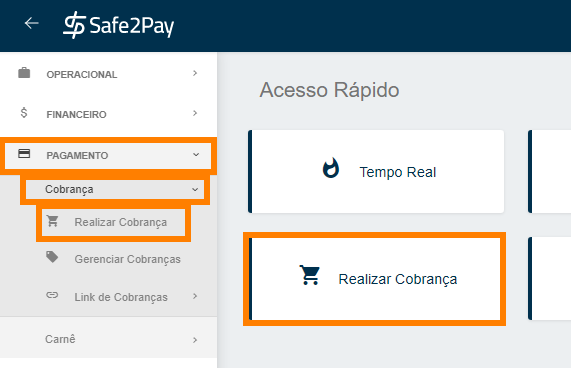 Safe2Pay
OPERACIONAL
FINANCEIRO
PAGAMENTO
Cobrança
Realizar Cobrança
Gerenciar Cobranças
Link de Cobranças
Carnê
Acesso Rápido
Tempo Real
Realizar Cobrança